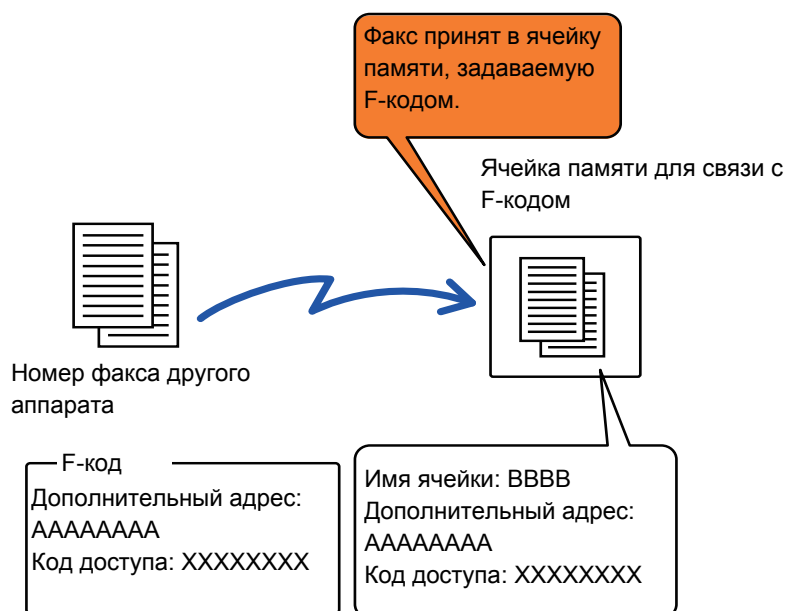 Факс принят в ячейку
памяти, задаваемую
F-кодом.
Ячейка памяти для связи с
F-кодом
Номер факса другого
аппарата
F-код
Дополнительный адрес:
AAAAAAAA
Код доступа: XXXXXXXX
Имя ячейки: BBBB
Дополнительный адрес:
AAAAAAAA
Код доступа: XXXXXXXX